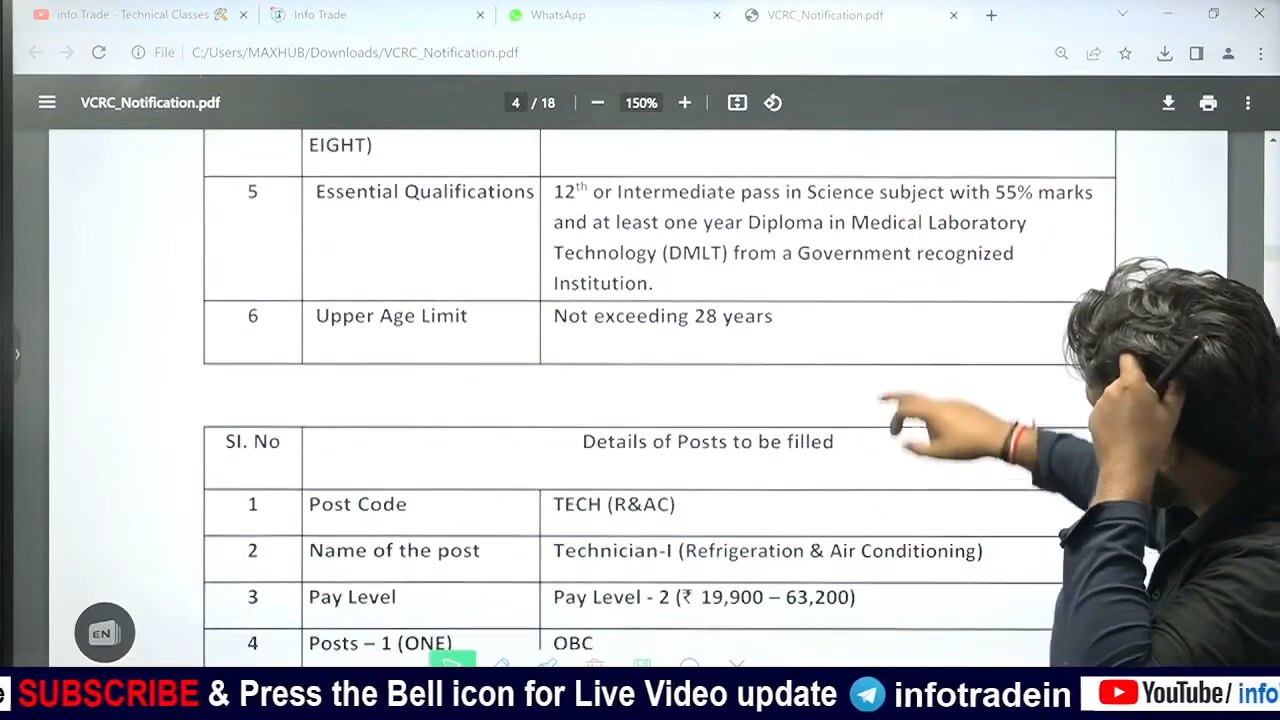 info Trade - Technical Classes
Info Trade
WhatsApp
VCRC_Notification.pdf
File C:/Users/MAXHUB/Downloads/VCRC_Notification.pdf
VCRC_Notification.pdf
4 / 18
150%
EIGHT)
5 Essential Qualifications 12th or Intermediate pass in Science subject with 55% marks
and at least one year Diploma in Medical Laboratory
Technology (DMLT) from a Government recognized
Institution.
6 Upper Age Limit Not exceeding 28 years
SI. No Details of Posts to be filled
1 Post Code TECH (R&AC)
2 Name of the post Technician-I (Refrigeration & Air Conditioning)
3 Pay Level Pay Level - 2 (₹ 19,900 – 63,200)
4 Posts – 1 (ONE) OBC
EN
e SUBSCRIBE & Press the Bell icon for Live Video update infotradein YouTube/ info